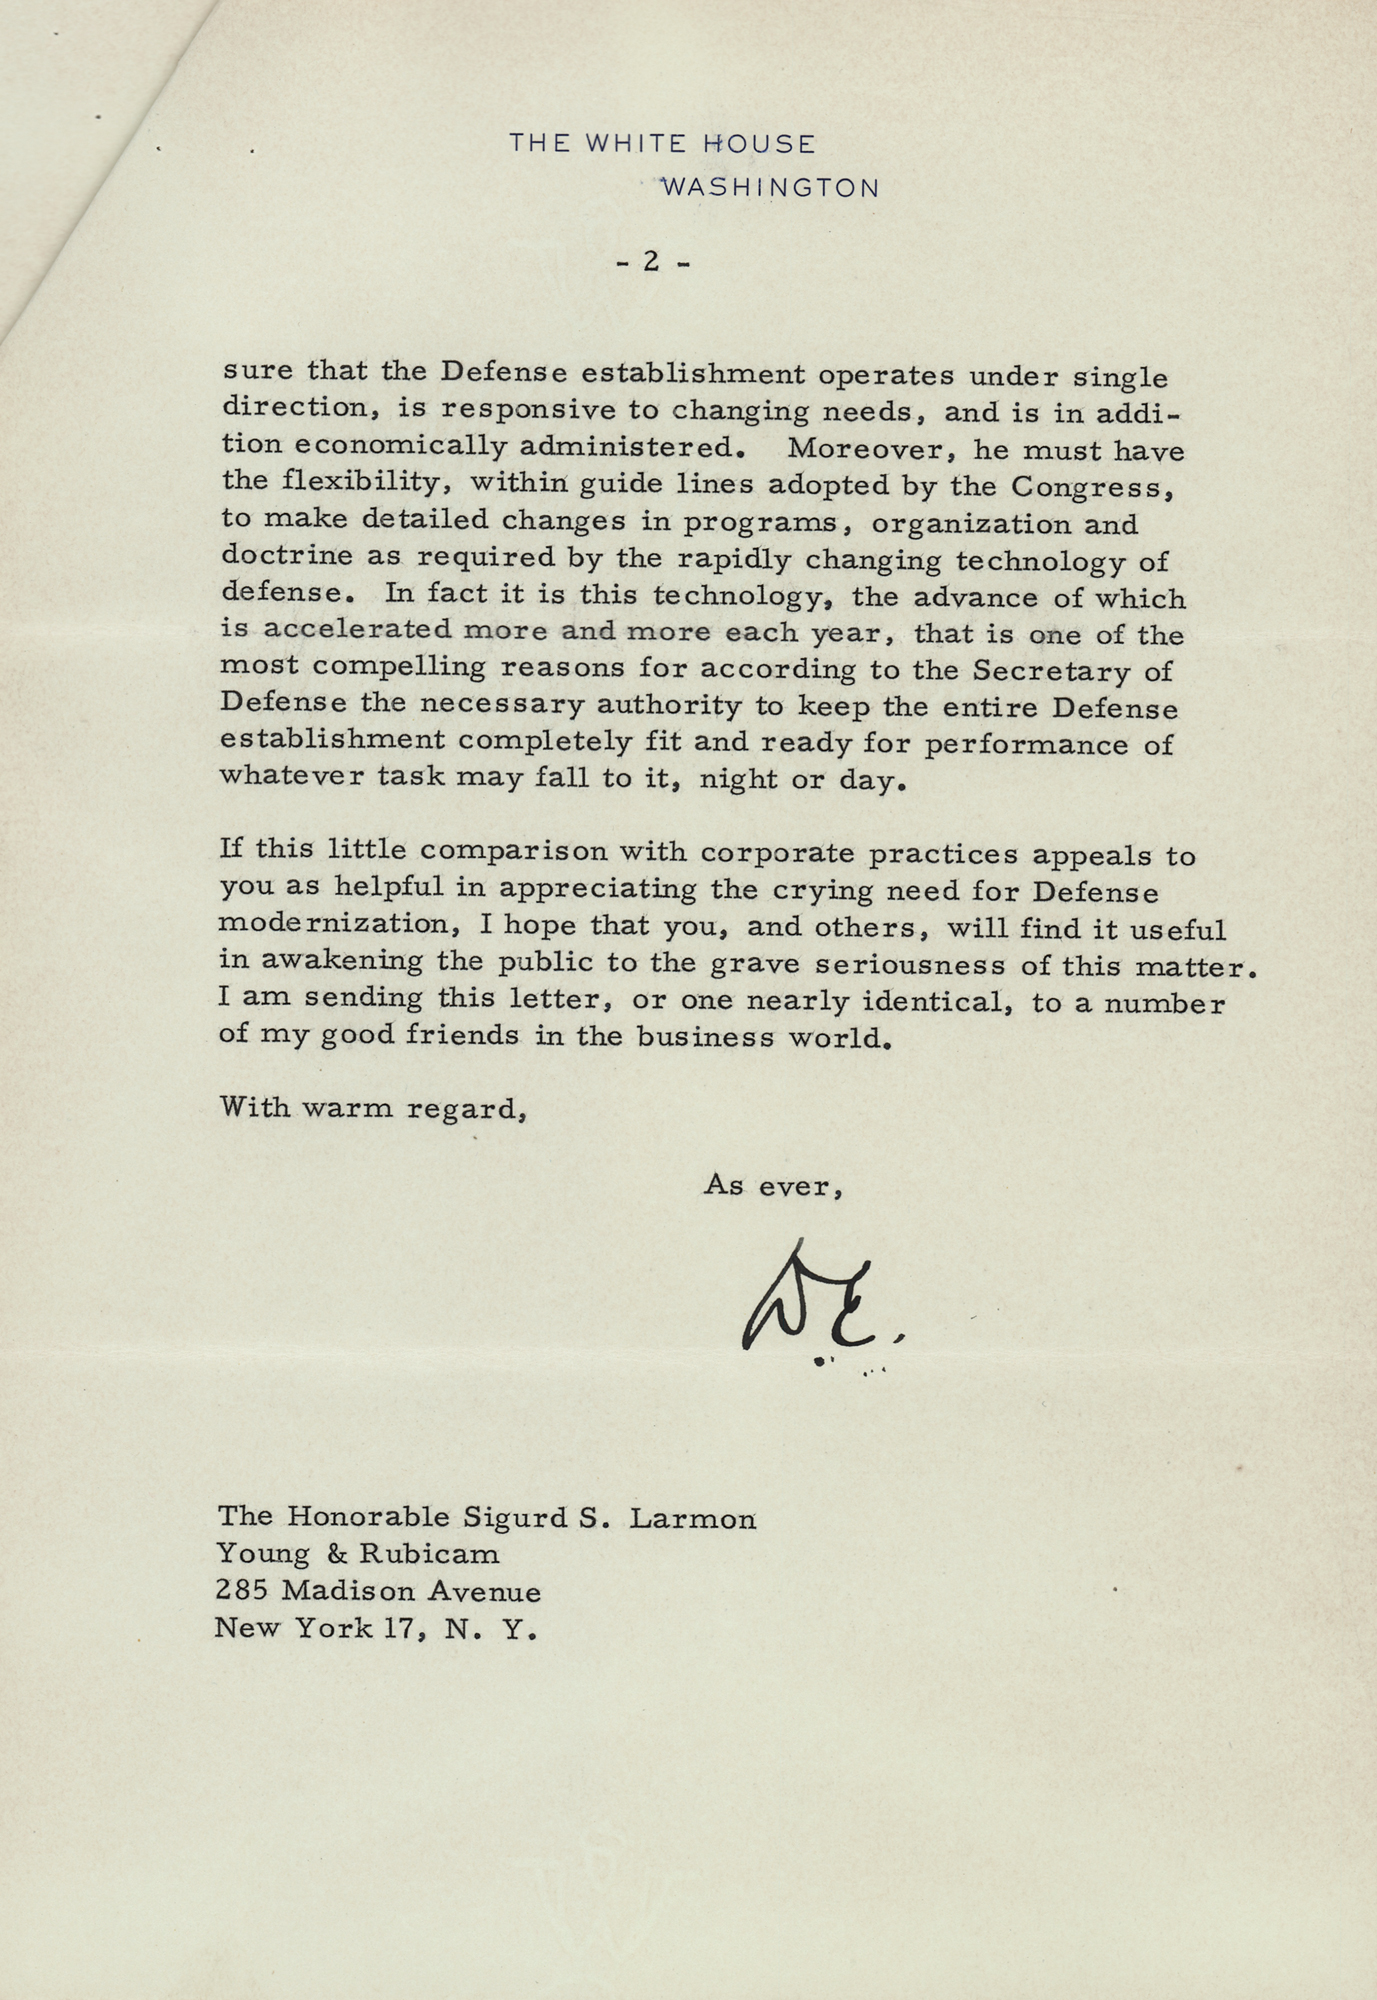 THE WHITE HOUSE
WASHINGTON
- 2 -
sure that the Defense establishment operates under single
direction, is responsive to changing needs, and is in addi-
tion economically administered. Moreover, he must have
the flexibility, within guide lines adopted by the Congress,
to make detailed changes in programs, organization and
doctrine as required by the rapidly changing technology of
defense. In fact it is this technology, the advance of which
is accelerated more and more each year, that is one of the
most compelling reasons for according to the Secretary of
Defense the necessary authority to keep the entire Defense
establishment completely fit and ready for performance of
whatever task may fall to it, night or day.
If this little comparison with corporate practices appeals to
you as helpful in appreciating the crying need for Defense
modernization, I hope that you, and others, will find it useful
in awakening the public to the grave seriousness of this matter.
I am sending this letter, or one nearly identical, to a number
of my good friends in the business world.
With warm regard,
As ever,
DE.
The Honorable Sigurd S. Larmon
Young & Rubicam
285 Madison Avenue
New York 17, N. Y.